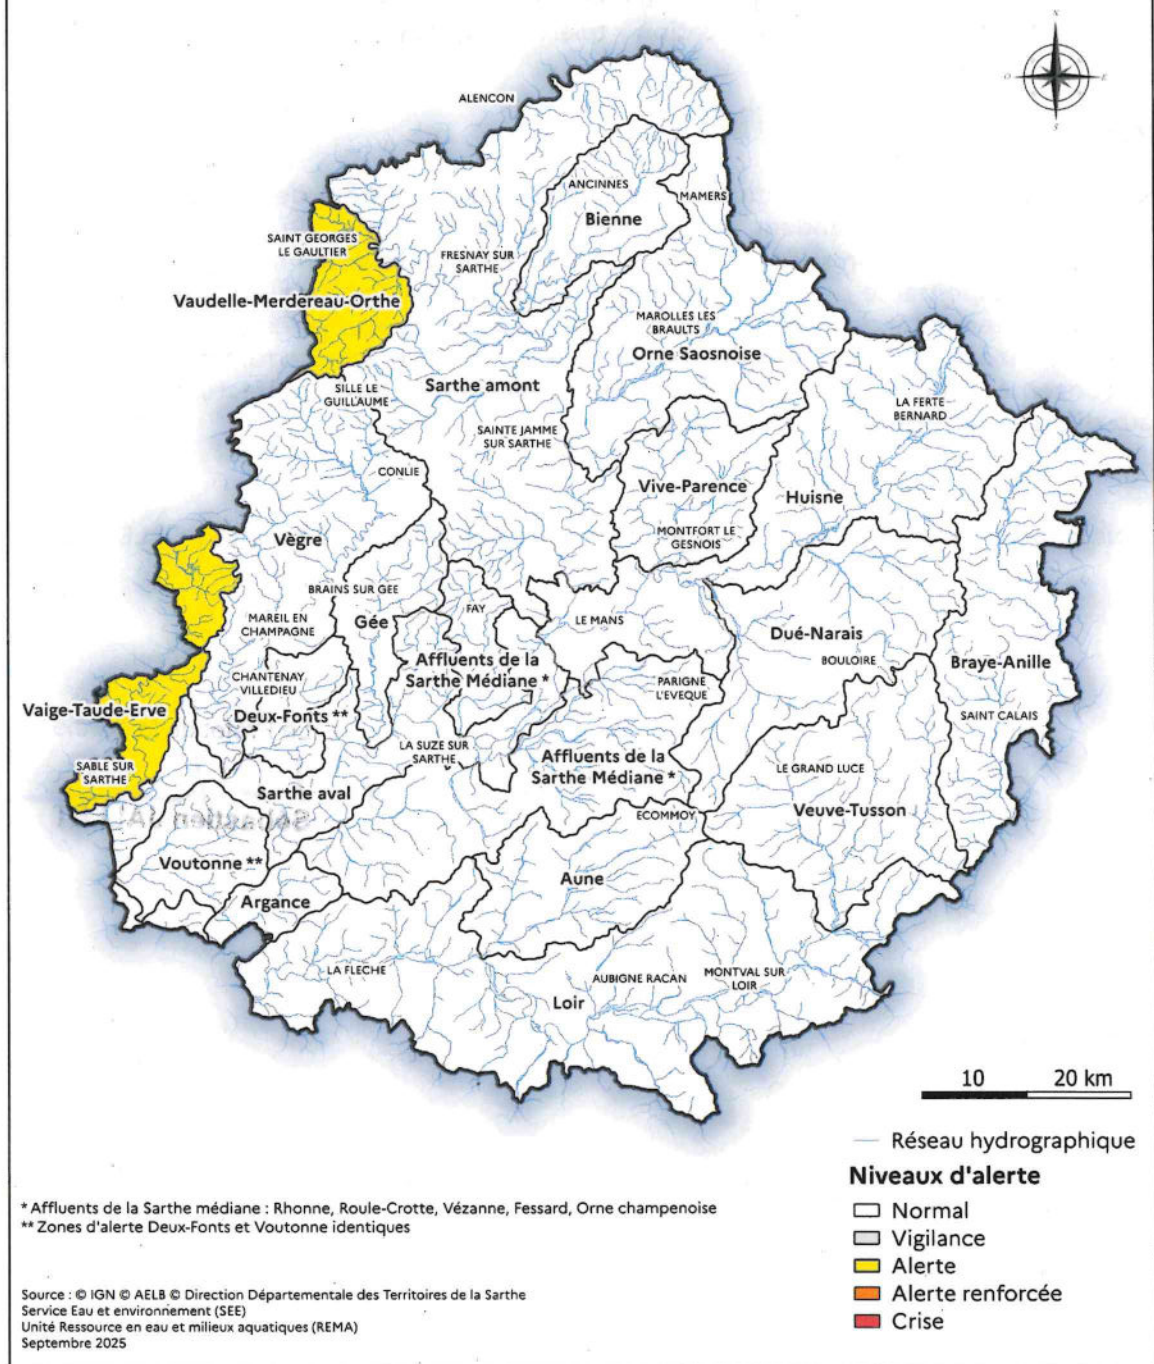 N
O
E
S
ALENCON
ANCINNES
MAMERS
Bienne
SAINT GEORGES
LE GAULTIER
FRESNAY SUR
SARTHE
Vaudelle-Merdereau-Orthe
MAROLLES LES
BRAULTS
Orne Saosnoise
SILLE LE
GUILLAUME
Sarthe amont
LA FERTE
BERNARD
SAINTE JAMME
SUR SARTHE
CONLIE
Vive-Parence
Huisne
MONTFORT LE
GESNOIS
Vègre
BRAINS SUR GEE
FAY
MAREIL EN
CHAMPAGNE
Gée
LE MANS
Dué-Narais
BOULOIRE
Braye-Anille
Affluents de la
Sarthe Médiane *
CHANTENAY
VILLEDIEU
PARIGNE
L'EVEQUE
Vaige-Taude-Erve
Deux-Fonts **
SAINT CALAIS
LA SUZE SUR
SARTHE
Affluents de la
Sarthe Médiane *
SABLE SUR
SARTHE
LE GRAND LUCE
Sarthe aval
Veuve-Tusson
ECOMMOY
Voutonne **
Aune
Argance
LA FLECHE
AUBIGNE RACAN
MONTVAL SUR
LOIR
Loir
10 20 km
Réseau hydrographique
Niveaux d'alerte
Normal
Vigilance
Alerte
Alerte renforcée
Crise
* Affluents de la Sarthe médiane : Rhonne, Roule-Crotte, Vézanne, Fessard, Orne champenoise
** Zones d'alerte Deux-Fonts et Voutonne identiques
Source : © IGN © AELB © Direction Départementale des Territoires de la Sarthe
Service Eau et environnement (SEE)
Unité Ressource en eau et milieux aquatiques (REMA)
Septembre 2025